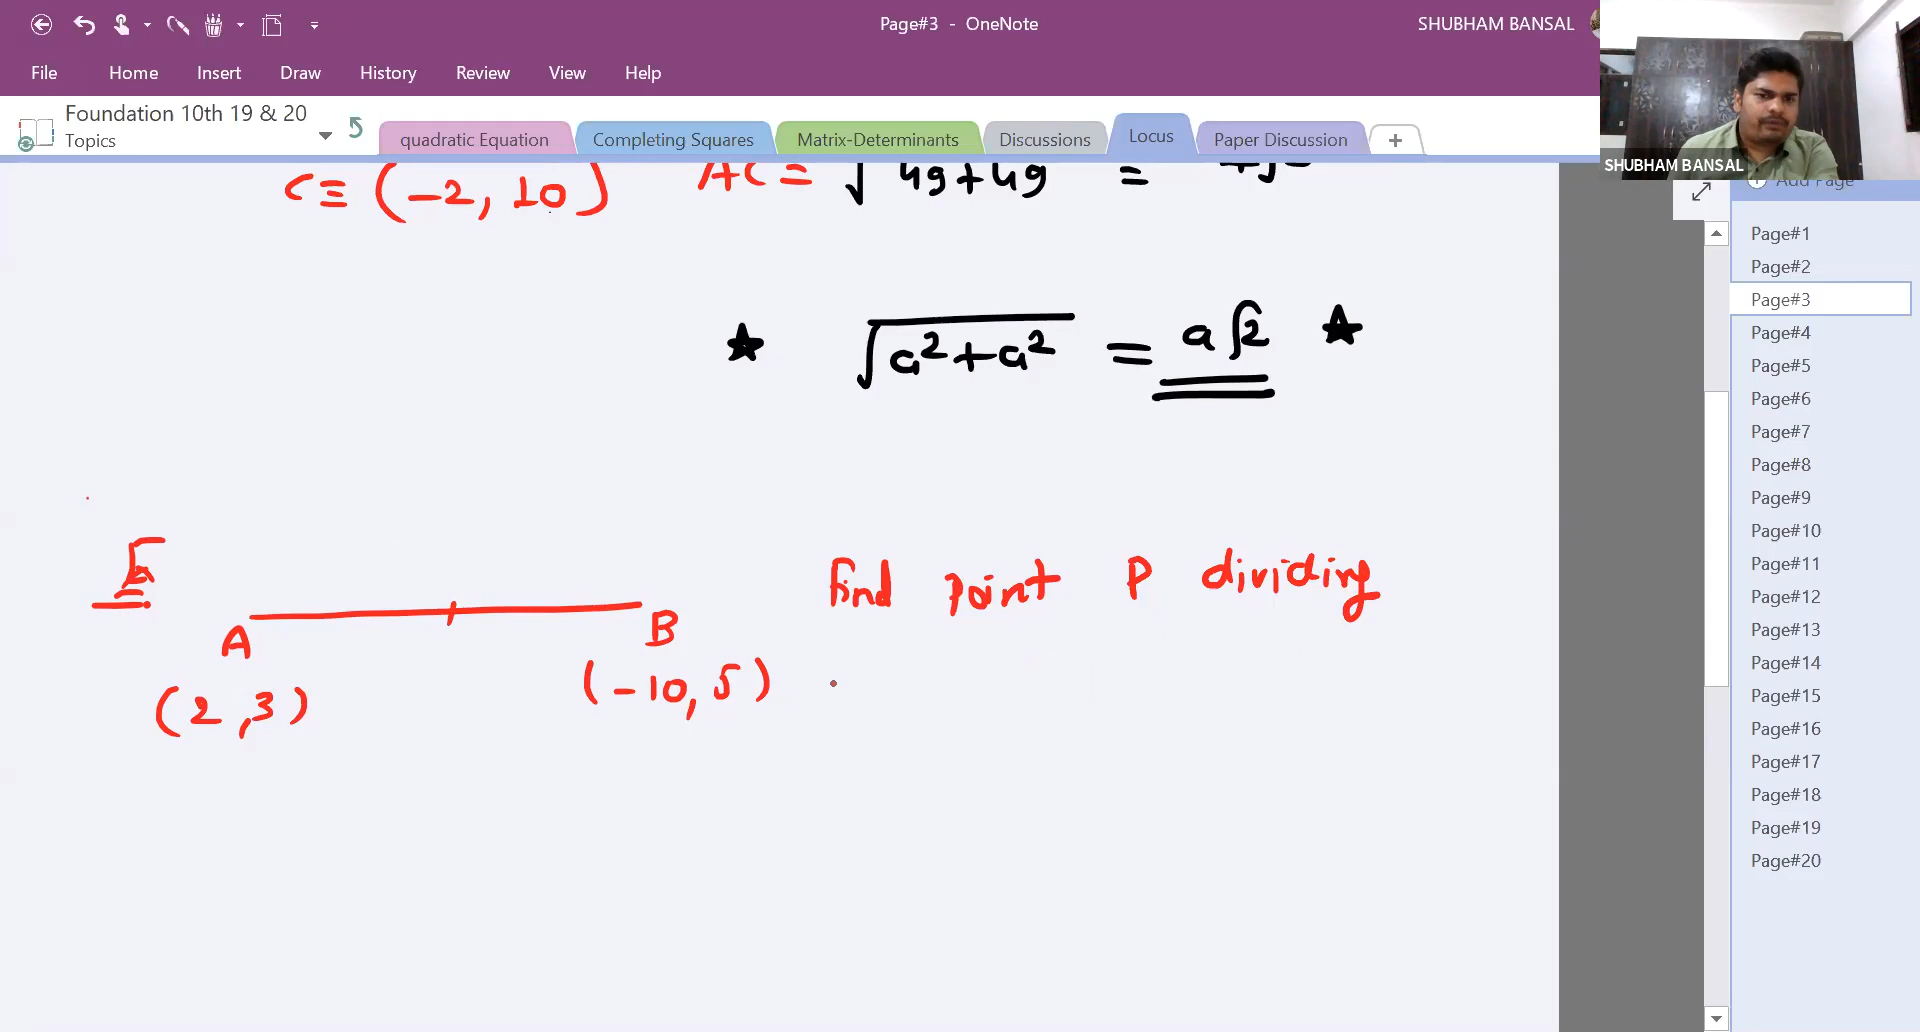 Page#3 - OneNote
SHUBHAM BANSAL
File Home Insert Draw History Review View Help
SHUBHAM BANSAL
Foundation 10th 19 & 20
Topics
quadratic Equation
Completing Squares
Matrix-Determinants
Discussions
Locus
Paper Discussion
+
Add Page
C ≡ (-2, 10)
AC = √49+49 =
★ √a²+a² = a√2 ★
Find point P dividing
A
B
(2,3)
(-10,5)
Page#1
Page#2
Page#3
Page#4
Page#5
Page#6
Page#7
Page#8
Page#9
Page#10
Page#11
Page#12
Page#13
Page#14
Page#15
Page#16
Page#17
Page#18
Page#19
Page#20